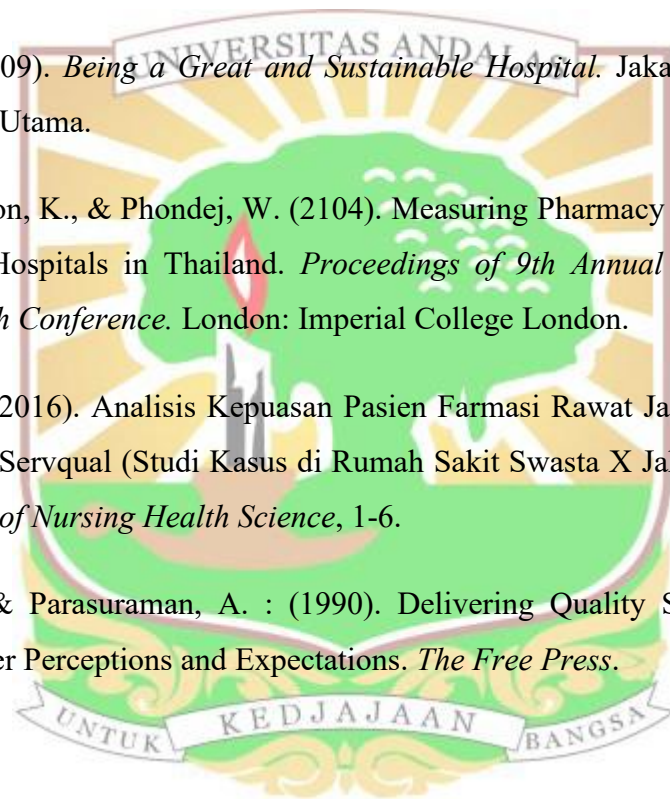 UNIVERSITAS ANDALAS
09). Being a Great and Sustainable Hospital. Jaka
Utama.
on, K., & Phondej, W. (2104). Measuring Pharmacy
Hospitals in Thailand. Proceedings of 9th Annual
h Conference. London: Imperial College London.
2016). Analisis Kepuasan Pasien Farmasi Rawat Ja
Servqual (Studi Kasus di Rumah Sakit Swasta X Ja
of Nursing Health Science, 1-6.
& Parasuraman, A. : (1990). Delivering Quality S
er Perceptions and Expectations. The Free Press.
UNTUK KEDJAJAAN BANGSA